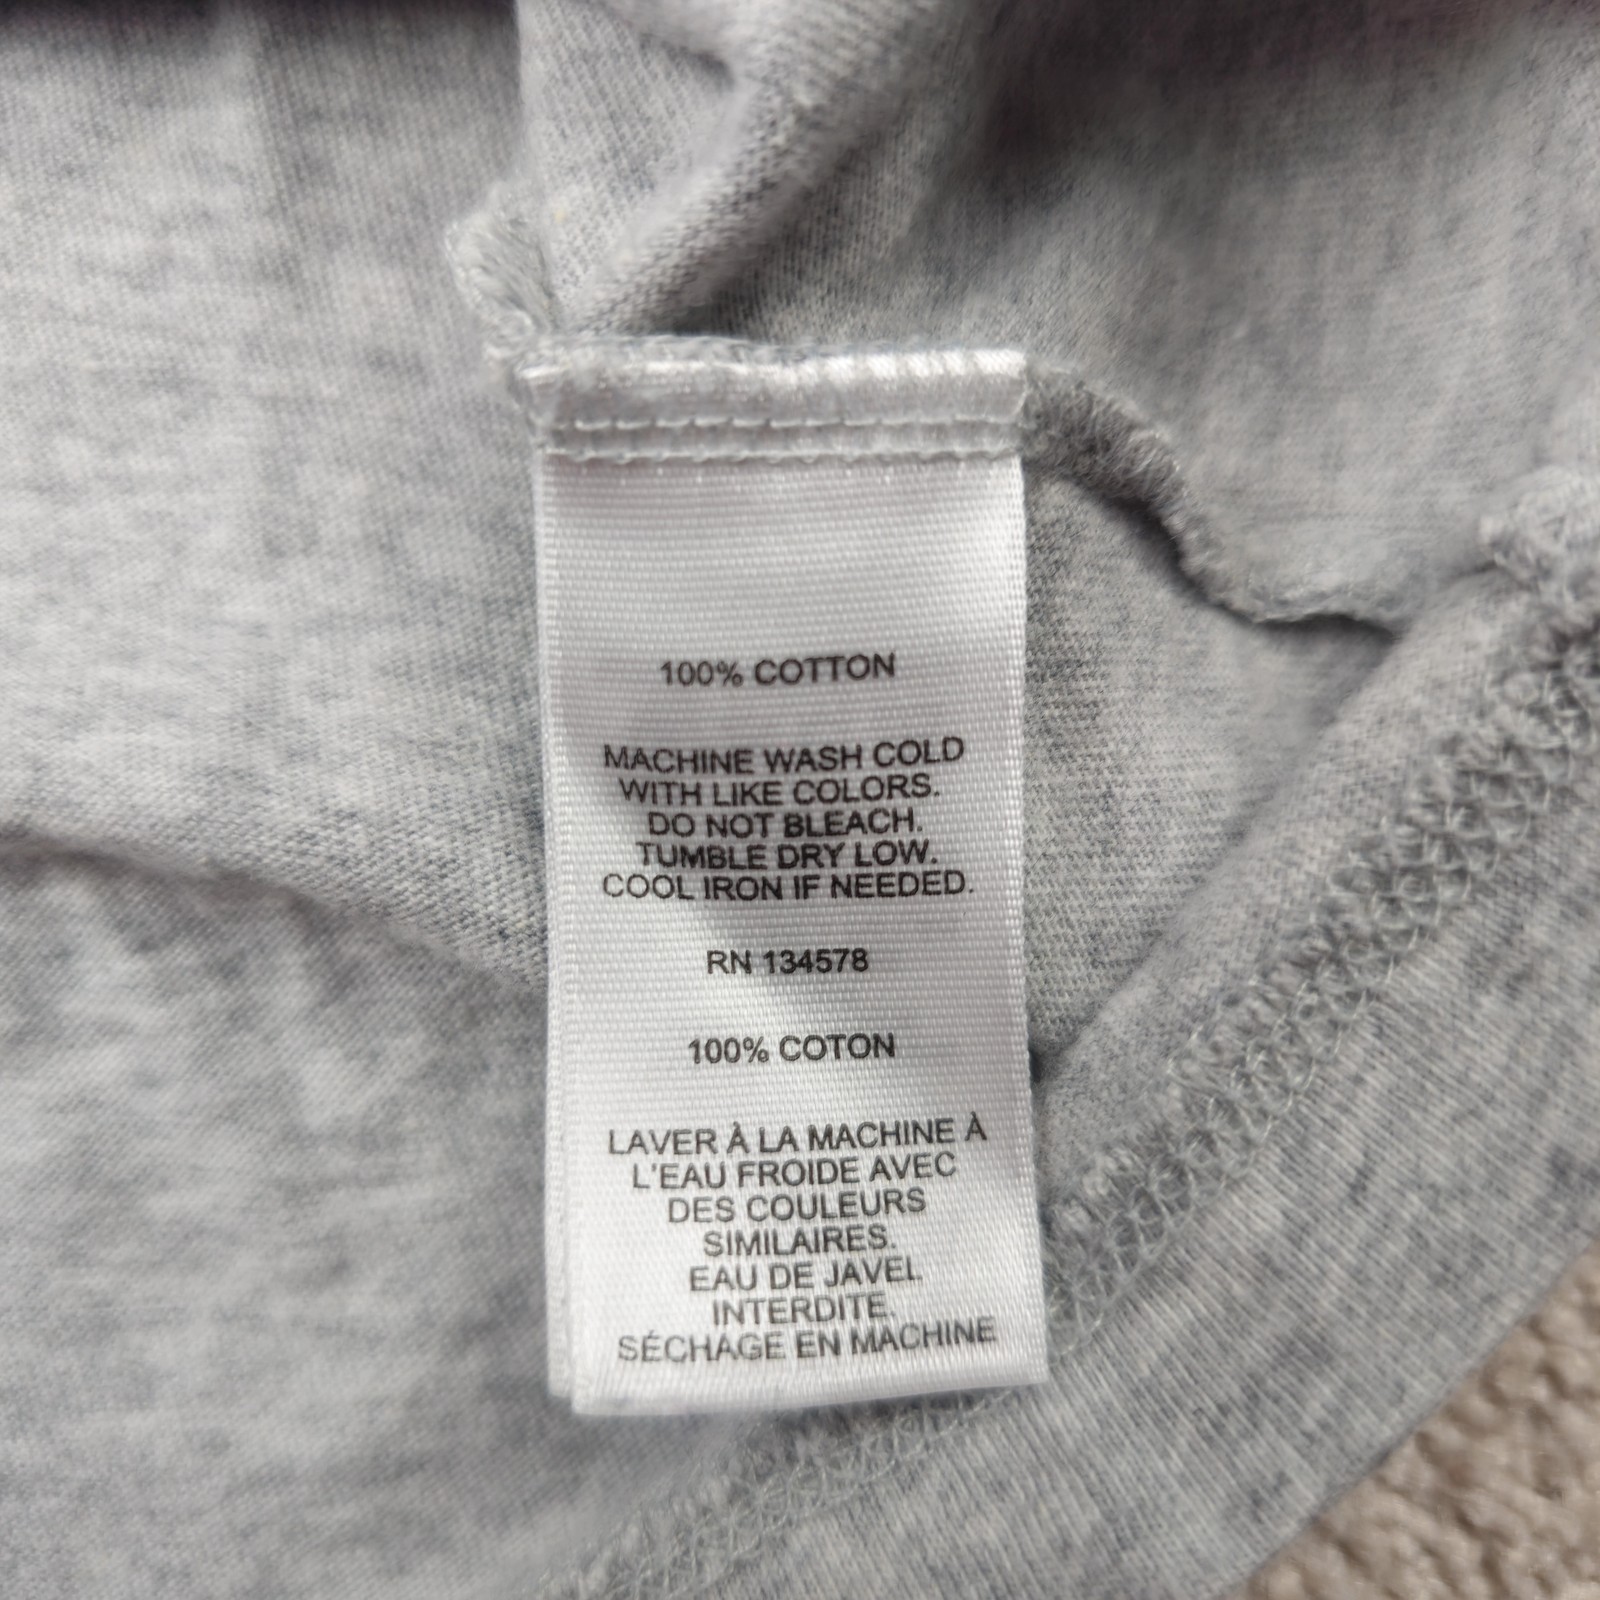 100% COTTON
MACHINE WASH COLD
WITH LIKE COLORS.
DO NOT BLEACH.
TUMBLE DRY LOW.
COOL IRON IF NEEDED.
RN 134578
100% COTON
LAVER À LA MACHINE À
L'EAU FROIDE AVEC
DES COULEURS
SIMILAIRES.
EAU DE JAVEL
INTERDITE.
SÉCHAGE EN MACHINE